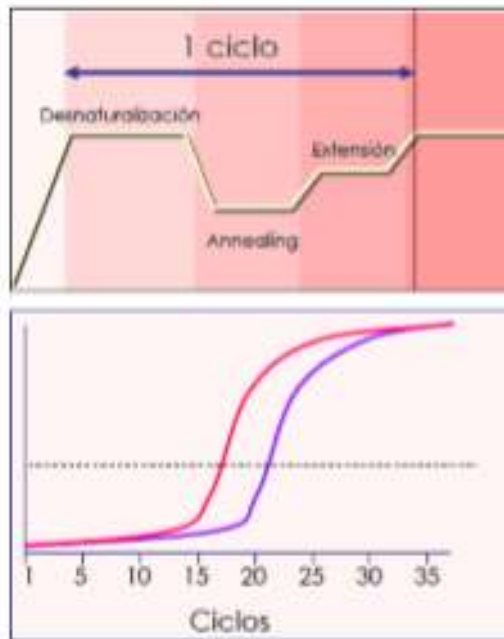 1 ciclo
Desnaturalización
Extensión
Annealing
1 5 10 15 20 25 30 35
Ciclos